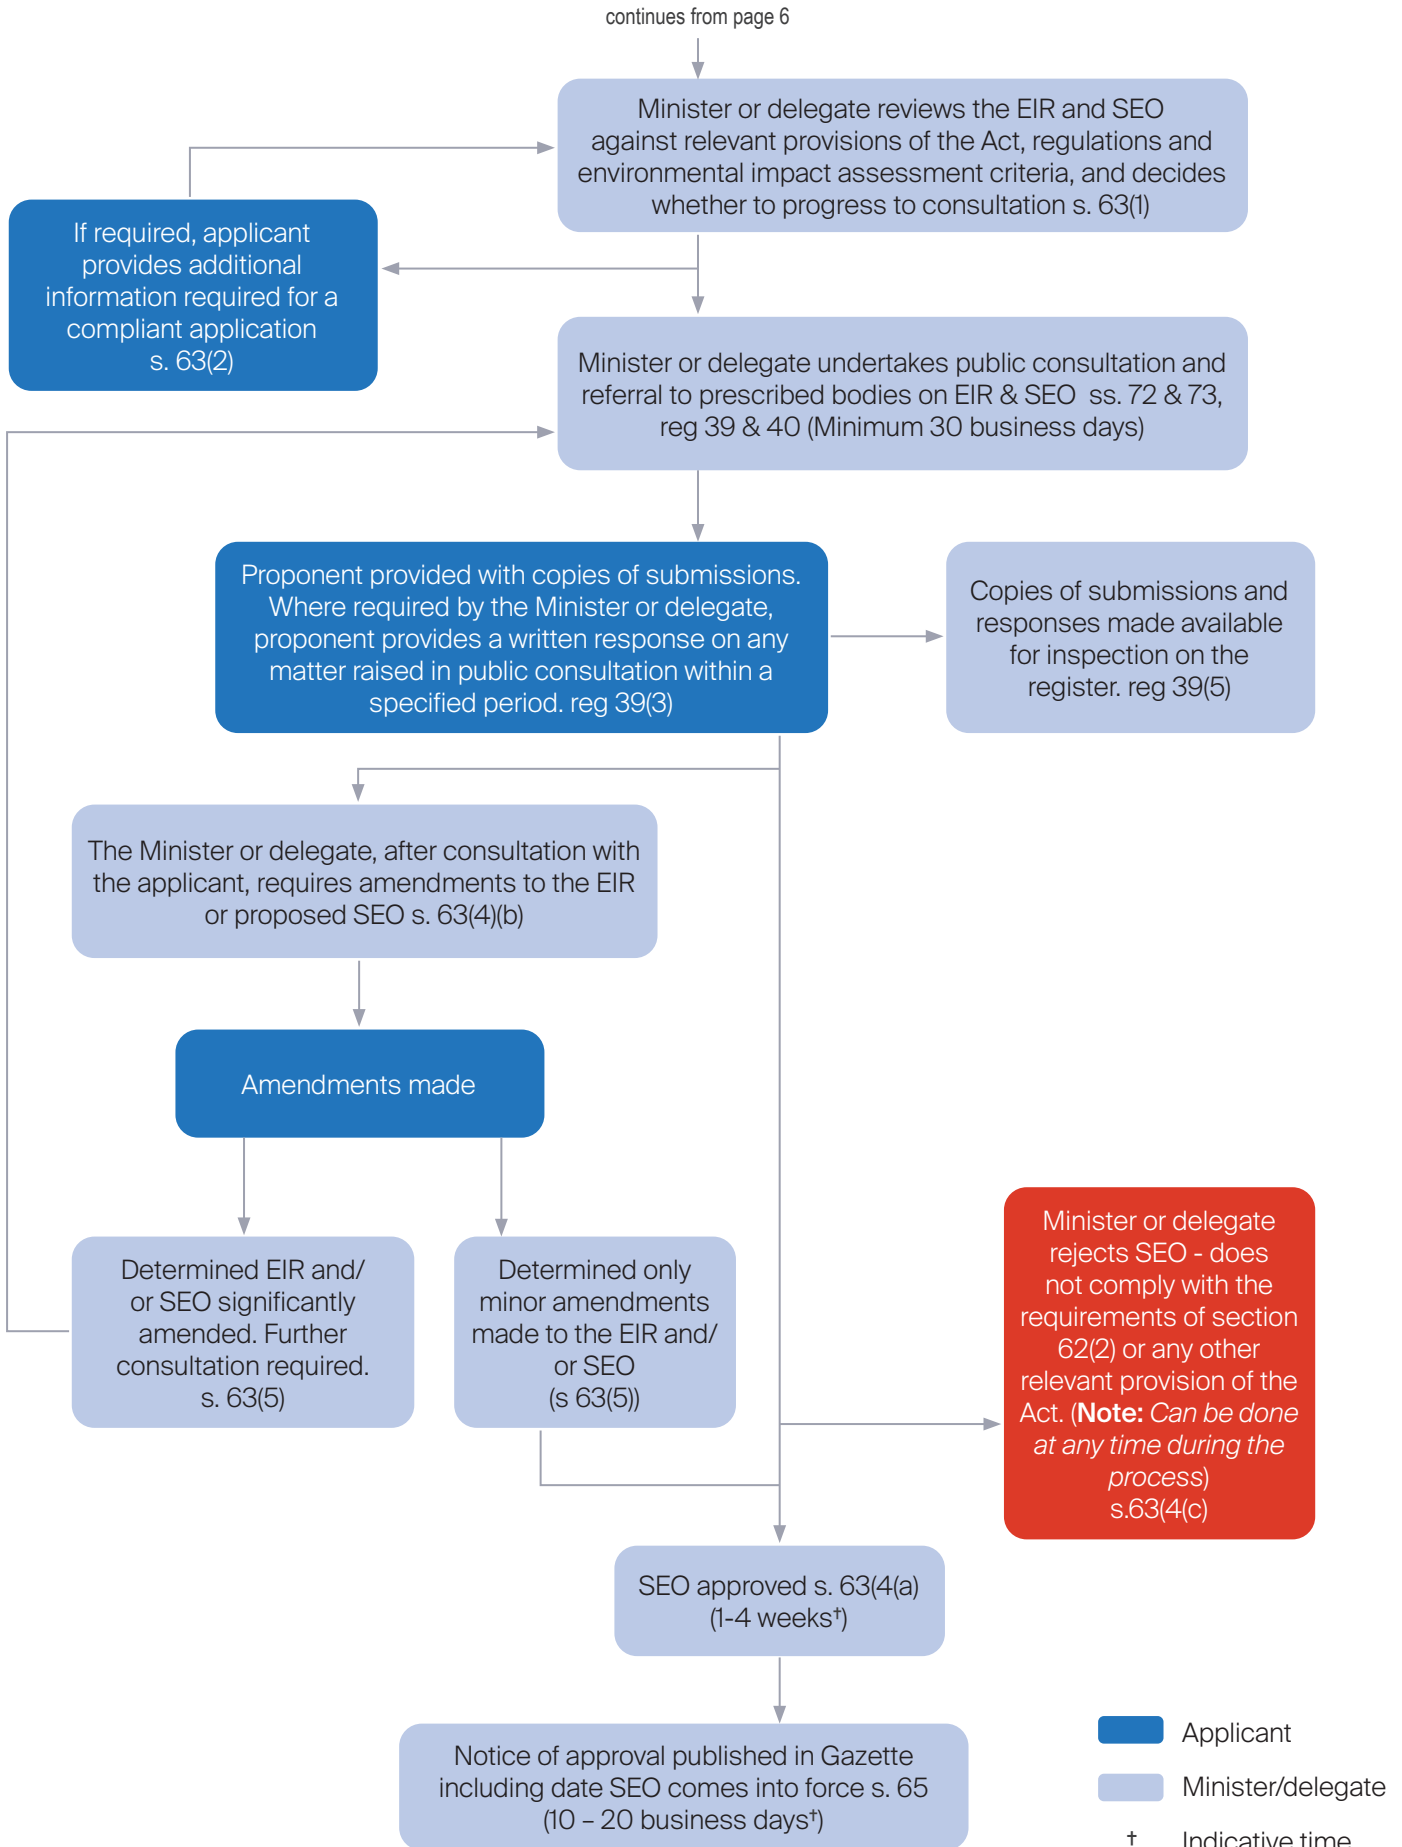 continues from page 6
Minister or delegate reviews the EIR and SEO
against relevant provisions of the Act, regulations and
environmental impact assessment criteria, and decides
whether to progress to consultation s. 63(1)
If required, applicant
provides additional
information required for a
compliant application
s. 63(2)
Minister or delegate undertakes public consultation and
referral to prescribed bodies on EIR & SEO ss. 72 & 73,
reg 39 & 40 (Minimum 30 business days)
Proponent provided with copies of submissions.
Where required by the Minister or delegate,
proponent provides a written response on any
matter raised in public consultation within a
specified period. reg 39(3)
Copies of submissions and
responses made available
for inspection on the
register. reg 39(5)
The Minister or delegate, after consultation with
the applicant, requires amendments to the EIR
or proposed SEO s. 63(4)(b)
Amendments made
Determined EIR and/
or SEO significantly
amended. Further
consultation required.
s. 63(5)
Determined only
minor amendments
made to the EIR and/
or SEO
(s 63(5))
Minister or delegate
rejects SEO - does
not comply with the
requirements of section
62(2) or any other
relevant provision of the
Act. (Note: Can be done
at any time during the
process)
s.63(4(c)
SEO approved s. 63(4(a)
(1-4 weeks†)
Notice of approval published in Gazette
including date SEO comes into force s. 65
(10 – 20 business days†)
Applicant
Minister/delegate
† Indicative time